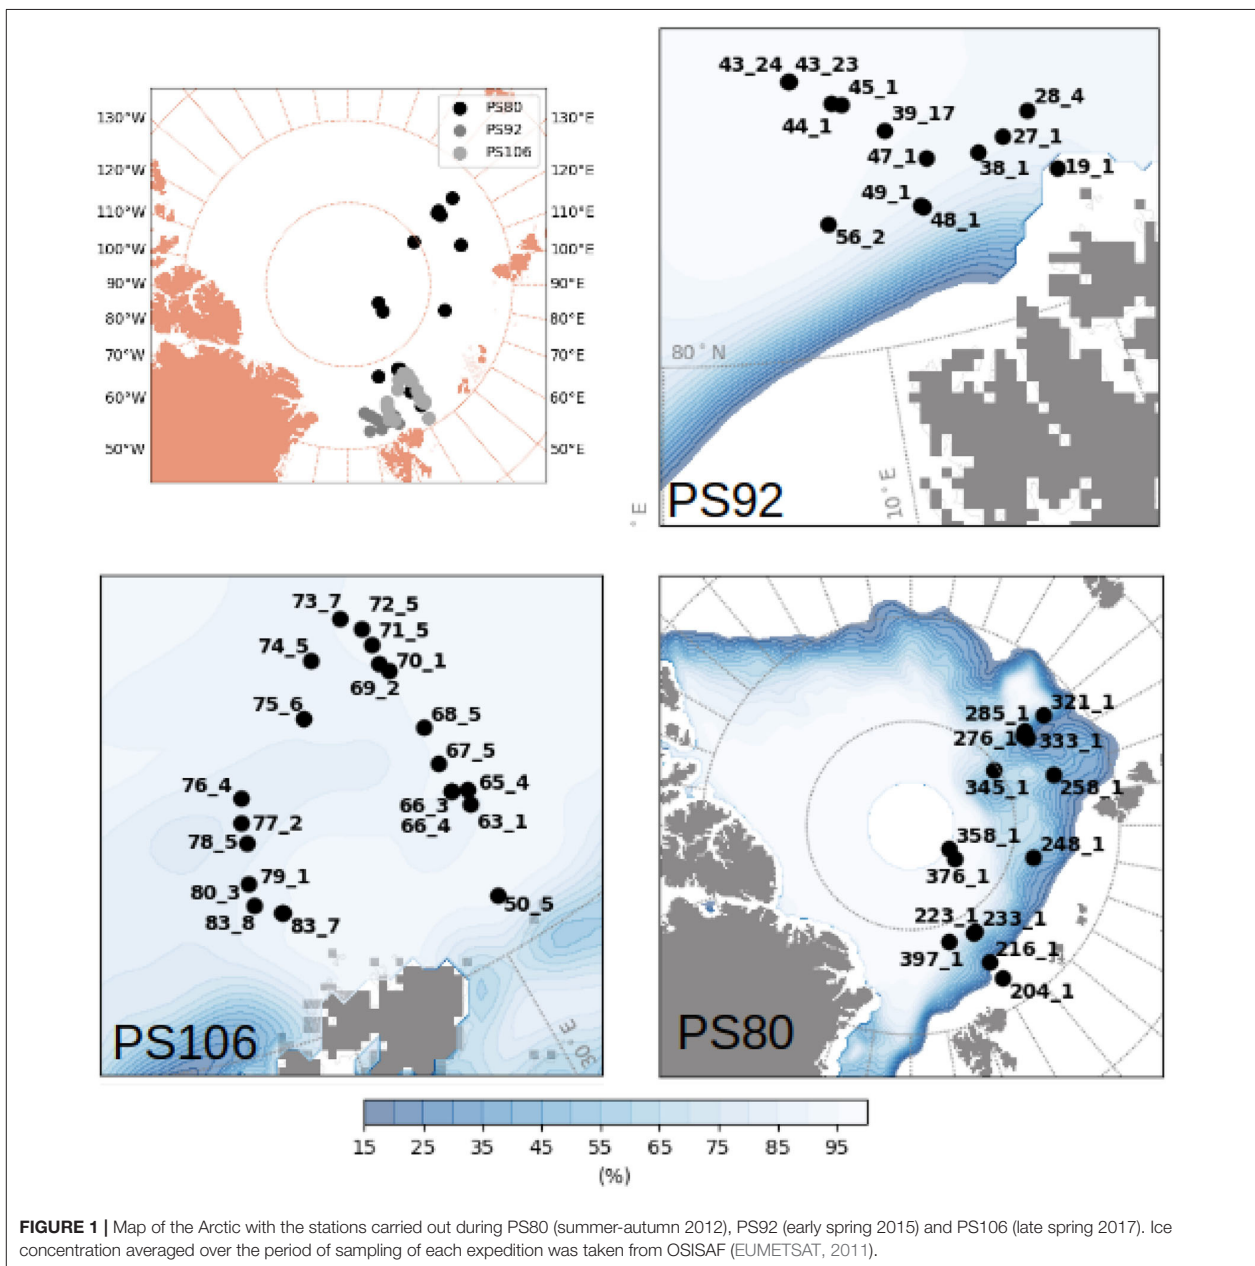 PS80
PS92
PS106
130°W
120°W
110°W
100°W
90°W
80°W
70°W
60°W
50°W
130°E
120°E
110°E
100°E
90°E
80°E
70°E
60°E
50°E
43_24 43_23
45_1
44_1
39_17
28_4
27_1
47_1
38_1
19_1
49_1
48_1
56_2
80°N
10°E
°E
PS92
73_7
72_5
71_5
74_5
70_1
69_2
75_6
68_5
67_5
76_4
65_4
66_3
66_4
63_1
77_2
78_5
79_1
80_3
83_8
83_7
50_5
30°E
PS106
321_1
285_1
276_1
333_1
345_1
258_1
358_1
248_1
376_1
223_1
233_1
397_1
216_1
204_1
PS80
15 25 35 45 55 65 75 85 95
(%)
FIGURE 1 | Map of the Arctic with the stations carried out during PS80 (summer-autumn 2012), PS92 (early spring 2015) and PS106 (late spring 2017). Ice
concentration averaged over the period of sampling of each expedition was taken from OSISAF (EUMETSAT, 2011).